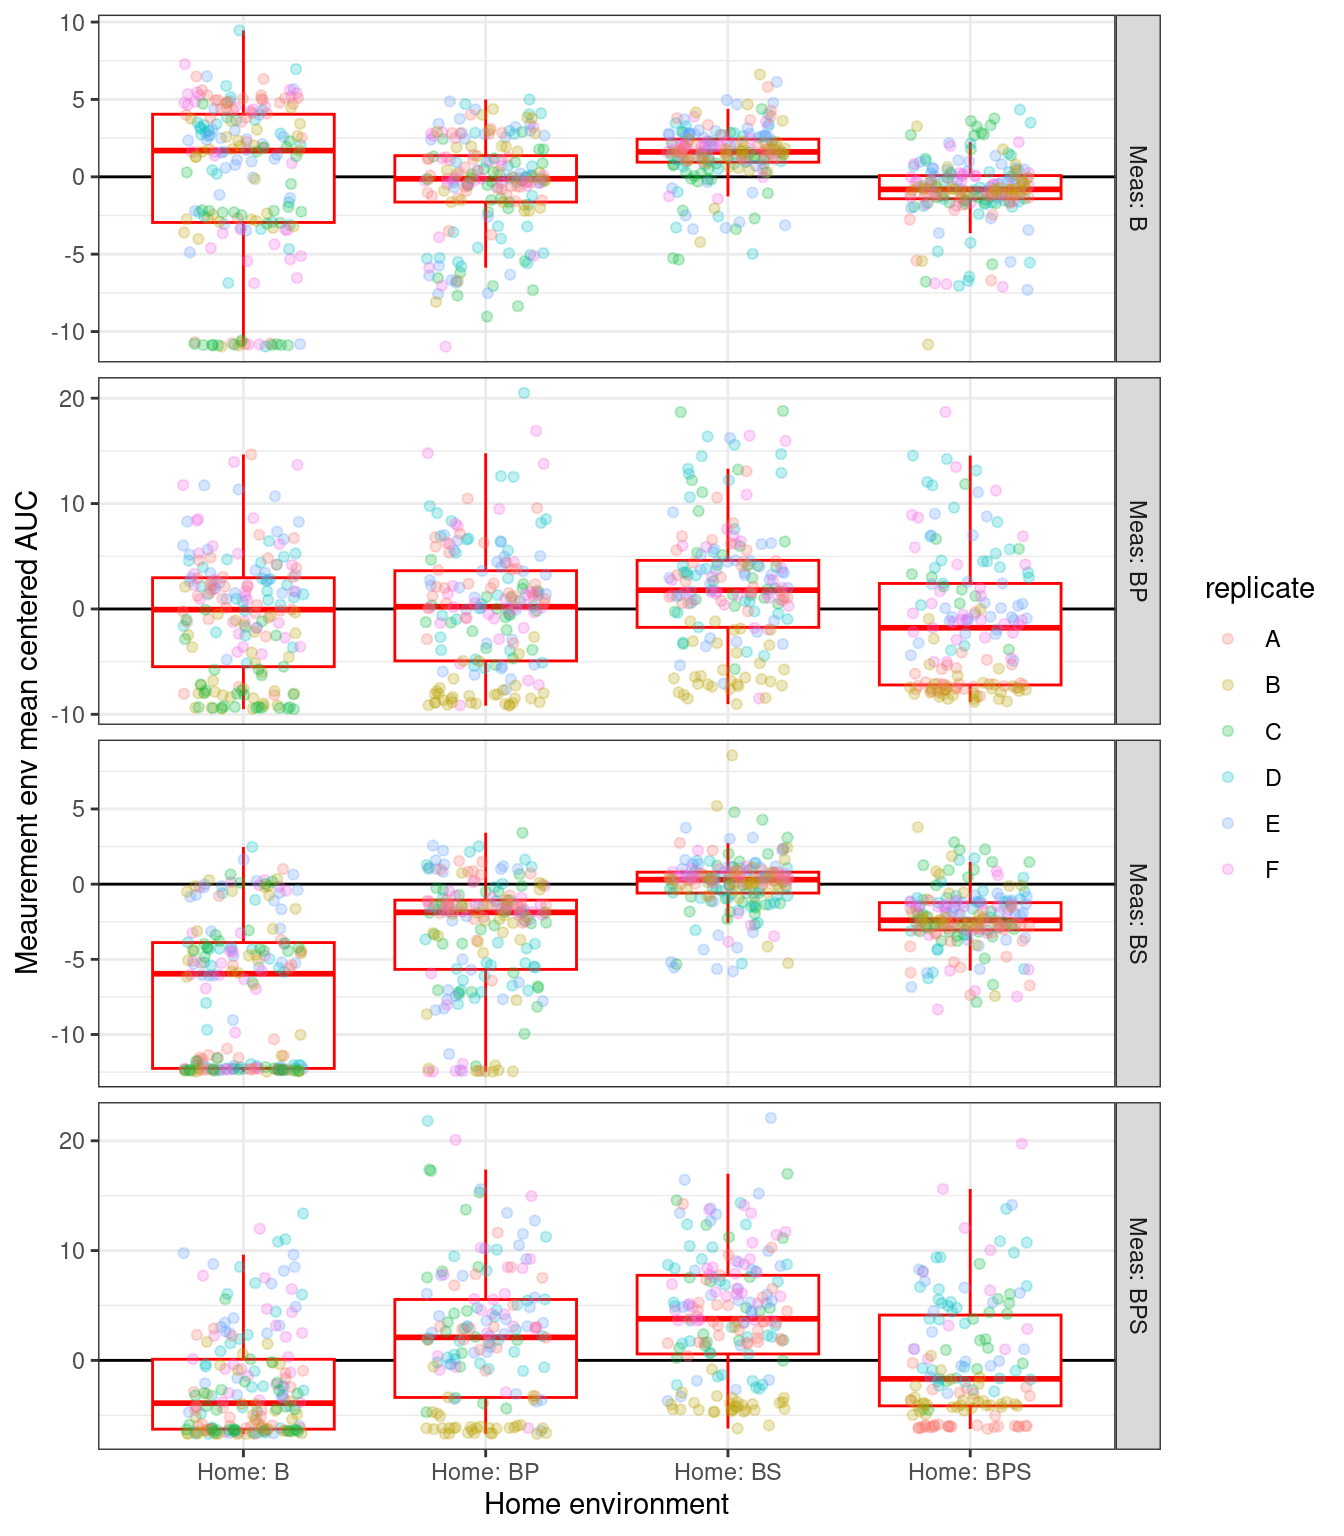 10
5
0
-5
-10
Meas: B
20
10
0
-10
Meas: BP
5
0
-5
-10
Meas: BS
20
10
0
Meas: BPS
Home: B
Home: BP
Home: BS
Home: BPS
Home environment
Meaurement env mean centered AUC
replicate
A
B
C
D
E
F